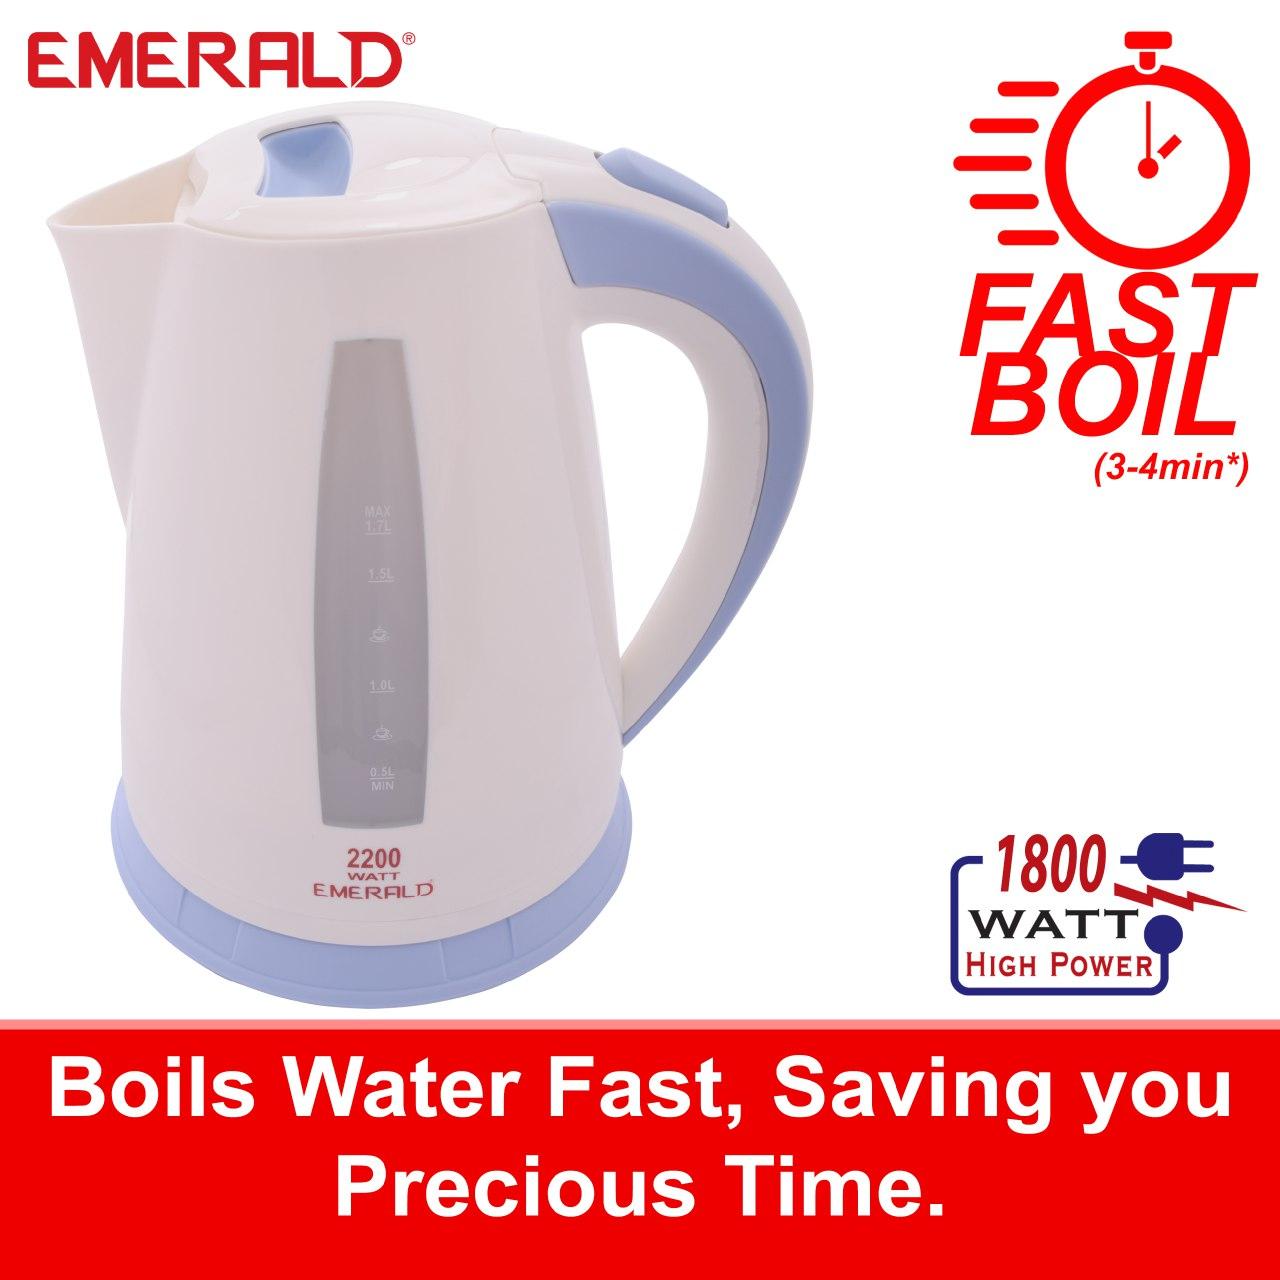 EMERALD®
FAST
BOIL
(3-4min*)
MAX
1.7L
1.5L
1.0L
0.5L
MIN
2200
WATT
EMERALD
1800
WATT
HIGH POWER
Boils Water Fast, Saving you
Precious Time.